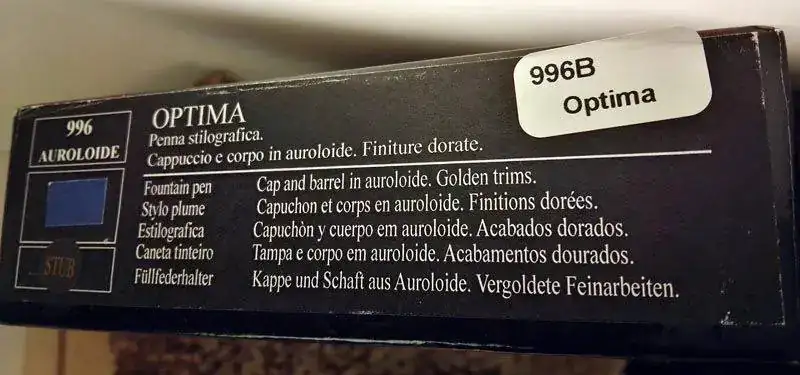 996
AUROLOIDE
STUB
OPTIMA
Penna stilografica.
Cappuccio e corpo in auroloide. Finiture dorate.
Fountain pen Cap and barrel in auroloide. Golden trims.
Stylo plume Capuchon et corps en auroloide. Finitions dorées.
Estilografica Capuchòn y cuerpo em auroloide. Acabados dorados.
Caneta tinteiro Tampa e corpo em auroloide. Acabamentos dourados.
Füllfederhalter Kappe und Schaft aus Auroloide. Vergoldete Feinarbeiten.
996B
Optima